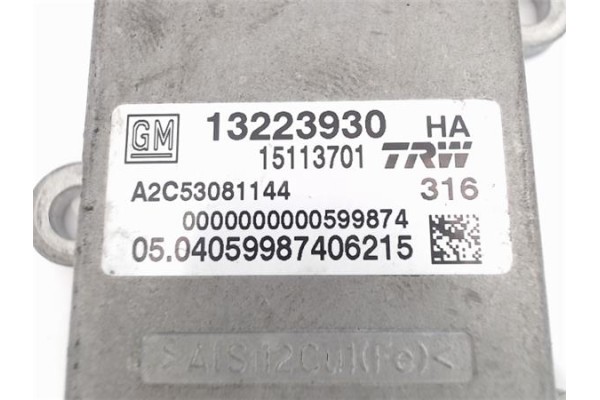 GM 13223930 HA
15113701 TRW
A2C53081144 316
0000000000599874
05.04059987406215
>AlSi12Cu1(Fe)<